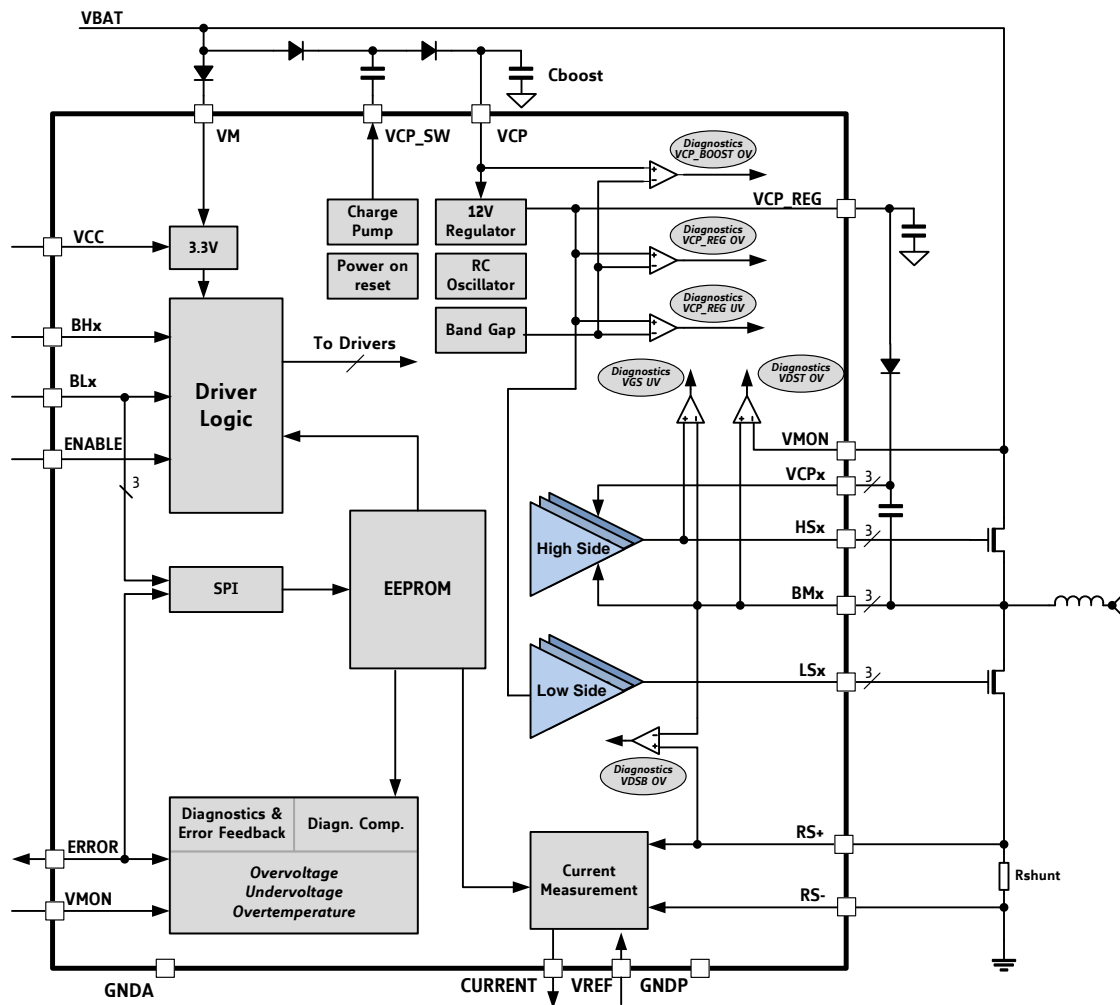 VBAT
Cboost
VM
VCP_SW
VCP
Diagnostics
VCP_BOOST OV
VCP_REG
Charge
Pump
12V
Regulator
VCC
3.3V
Diagnostics
VCP_REG OV
Power on
reset
RC
Oscillator
Diagnostics
VCP_REG UV
BHx
Band Gap
To Drivers
Diagnostics
VGS UV
Diagnostics
VDST OV
BLx
Driver
Logic
ENABLE
VMON
3
VCPx
3
High Side
HSx
3
SPI
EEPROM
BMx
3
Low Side
LSx
3
Diagnostics
VDSB OV
Diagnostics &
Error Feedback
Diagn. Comp.
ERROR
RS+
Overvoltage
Undervoltage
Overtemperature
Current
Measurement
Rshunt
VMON
RS-
GNDA
CURRENT
VREF
GNDP